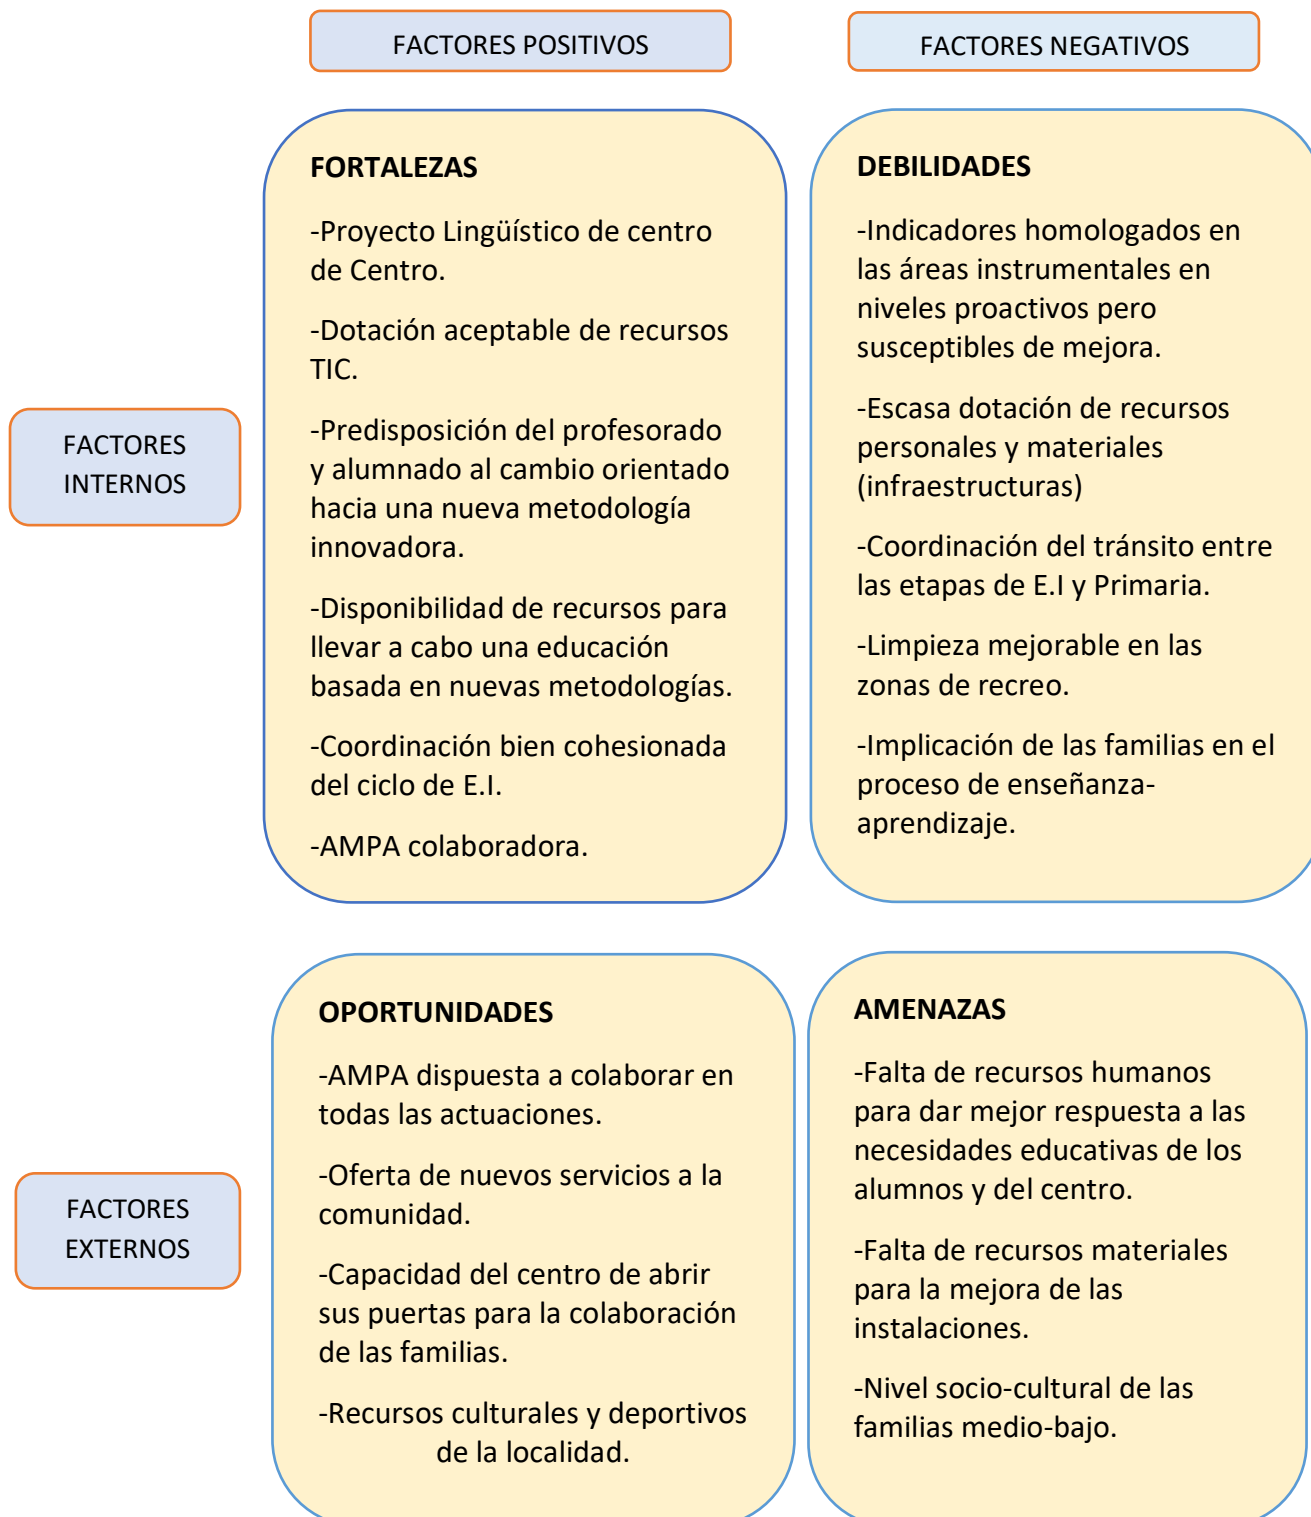 FACTORES POSITIVOS
FACTORES NEGATIVOS
FACTORES
INTERNOS
FORTALEZAS
-Proyecto Lingüístico de centro
de Centro.
-Dotación aceptable de recursos
TIC.
-Predisposición del profesorado
y alumnado al cambio orientado
hacia una nueva metodología
innovadora.
-Disponibilidad de recursos para
llevar a cabo una educación
basada en nuevas metodologías.
-Coordinación bien cohesionada
del ciclo de E.I.
-AMPA colaboradora.
DEBILIDADES
-Indicadores homologados en
las áreas instrumentales en
niveles proactivos pero
susceptibles de mejora.
-Escasa dotación de recursos
personales y materiales
(infraestructuras)
-Coordinación del tránsito entre
las etapas de E.I y Primaria.
-Limpieza mejorable en las
zonas de recreo.
-Implicación de las familias en el
proceso de enseñanza-
aprendizaje.
FACTORES
EXTERNOS
OPORTUNIDADES
-AMPA dispuesta a colaborar en
todas las actuaciones.
-Oferta de nuevos servicios a la
comunidad.
-Capacidad del centro de abrir
sus puertas para la colaboración
de las familias.
-Recursos culturales y deportivos
de la localidad.
AMENAZAS
-Falta de recursos humanos
para dar mejor respuesta a las
necesidades educativas de los
alumnos y del centro.
-Falta de recursos materiales
para la mejora de las
instalaciones.
-Nivel socio-cultural de las
familias medio-bajo.